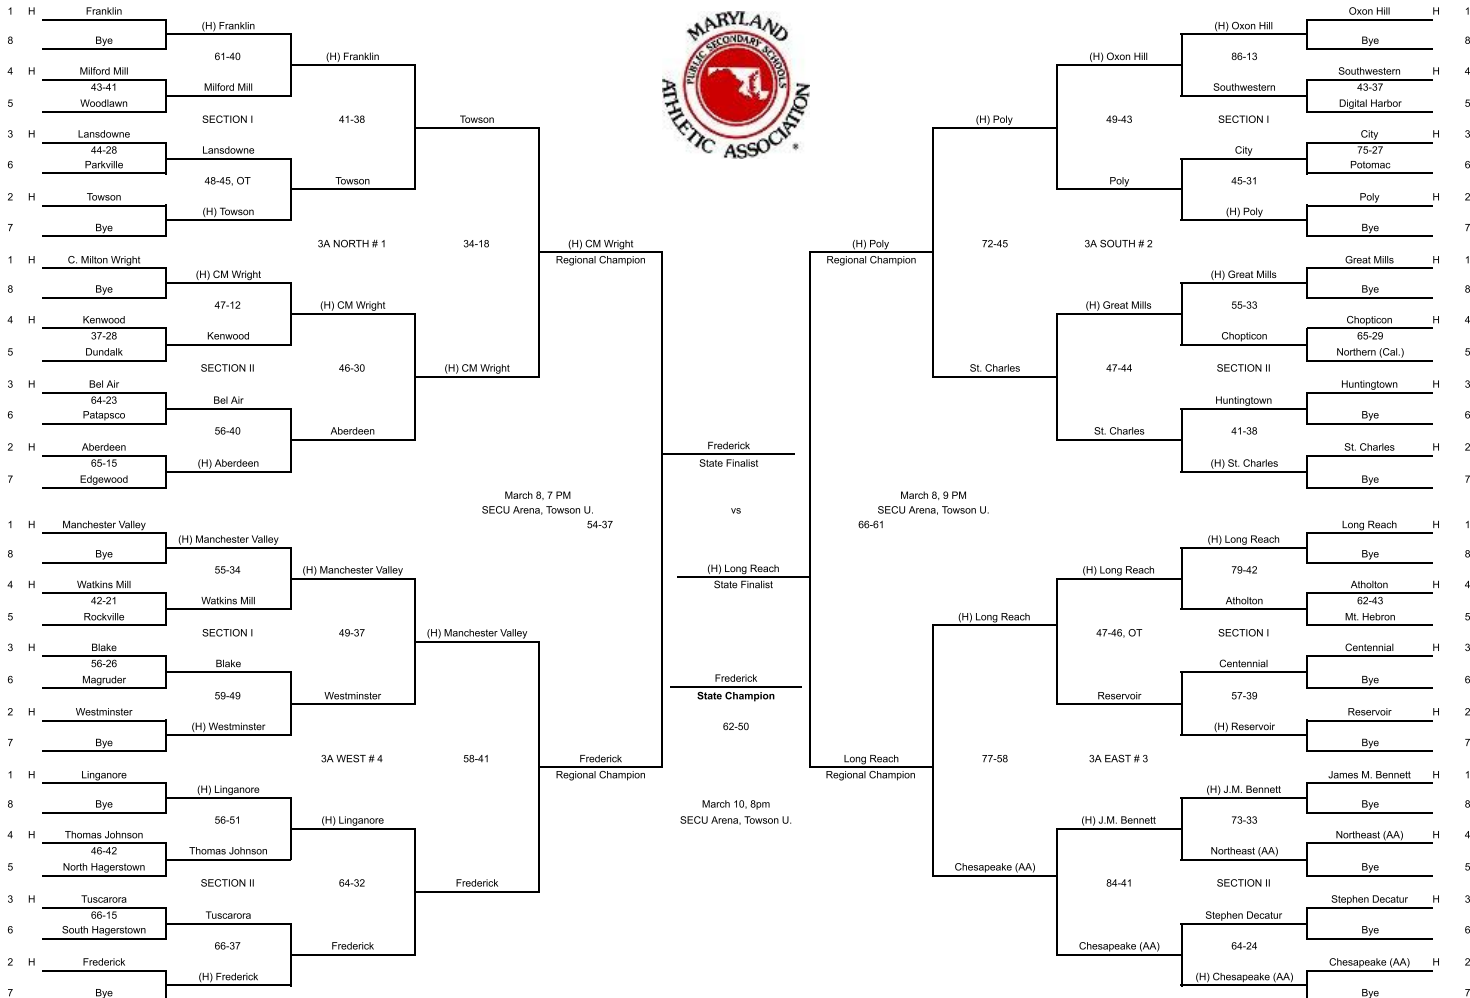 MARYLAND
PUBLIC SECONDARY SCHOOLS
ATHLETIC ASSOCIATION
®
1 H Franklin
8 Bye
(H) Franklin
61-40
4 H Milford Mill
43-41
5 Woodlawn
Milford Mill
(H) Franklin
SECTION I
41-38
3 H Lansdowne
44-28
6 Parkville
Lansdowne
48-45, OT
2 H Towson
7 Bye
(H) Towson
Towson
Towson
3A NORTH # 1
34-18
1 H C. Milton Wright
8 Bye
(H) CM Wright
47-12
4 H Kenwood
37-28
5 Dundalk
Kenwood
(H) CM Wright
SECTION II
46-30
3 H Bel Air
64-23
6 Patapsco
Bel Air
56-40
2 H Aberdeen
65-15
7 Edgewood
(H) Aberdeen
Aberdeen
(H) CM Wright
(H) CM Wright
Regional Champion
1 H Manchester Valley
8 Bye
(H) Manchester Valley
55-34
4 H Watkins Mill
42-21
5 Rockville
Watkins Mill
(H) Manchester Valley
SECTION I
49-37
3 H Blake
56-26
6 Magruder
Blake
59-49
2 H Westminster
7 Bye
(H) Westminster
Westminster
(H) Manchester Valley
3A WEST # 4
58-41
1 H Linganore
8 Bye
(H) Linganore
56-51
4 H Thomas Johnson
46-42
5 North Hagerstown
Thomas Johnson
(H) Linganore
SECTION II
64-32
3 H Tuscarora
66-15
6 South Hagerstown
Tuscarora
66-37
2 H Frederick
7 Bye
(H) Frederick
Frederick
Frederick
Frederick
Regional Champion
March 8, 7 PM
SECU Arena, Towson U.
54-37
Frederick
State Finalist
vs
(H) Long Reach
State Finalist
Frederick
State Champion
62-50
March 10, 8pm
SECU Arena, Towson U.
March 8, 9 PM
SECU Arena, Towson U.
66-61
Oxon Hill H 1
Bye 8
(H) Oxon Hill
86-13
Southwestern H 4
43-37
Digital Harbor 5
Southwestern
(H) Oxon Hill
SECTION I
49-43
City H 3
75-27
Potomac 6
City
45-31
Poly H 2
Bye 7
(H) Poly
Poly
(H) Poly
3A SOUTH # 2
72-45
Great Mills H 1
Bye 8
(H) Great Mills
55-33
Chopticon H 4
65-29
Northern (Cal.) 5
Chopticon
(H) Great Mills
SECTION II
47-44
Huntingtown H 3
Bye 6
Huntingtown
41-38
St. Charles H 2
Bye 7
(H) St. Charles
St. Charles
St. Charles
(H) Poly
Regional Champion
Long Reach H 1
Bye 8
(H) Long Reach
79-42
Atholton H 4
62-43
Mt. Hebron 5
Atholton
(H) Long Reach
SECTION I
47-46, OT
Centennial H 3
Bye 6
Centennial
57-39
Reservoir H 2
Bye 7
(H) Reservoir
Reservoir
(H) Long Reach
3A EAST # 3
77-58
James M. Bennett H 1
Bye 8
(H) J.M. Bennett
73-33
Northeast (AA) H 4
Bye 5
Northeast (AA)
(H) J.M. Bennett
SECTION II
84-41
Stephen Decatur H 3
Bye 6
Stephen Decatur
64-24
Chesapeake (AA) H 2
Bye 7
(H) Chesapeake (AA)
Chesapeake (AA)
Chesapeake (AA)
Long Reach
Regional Champion